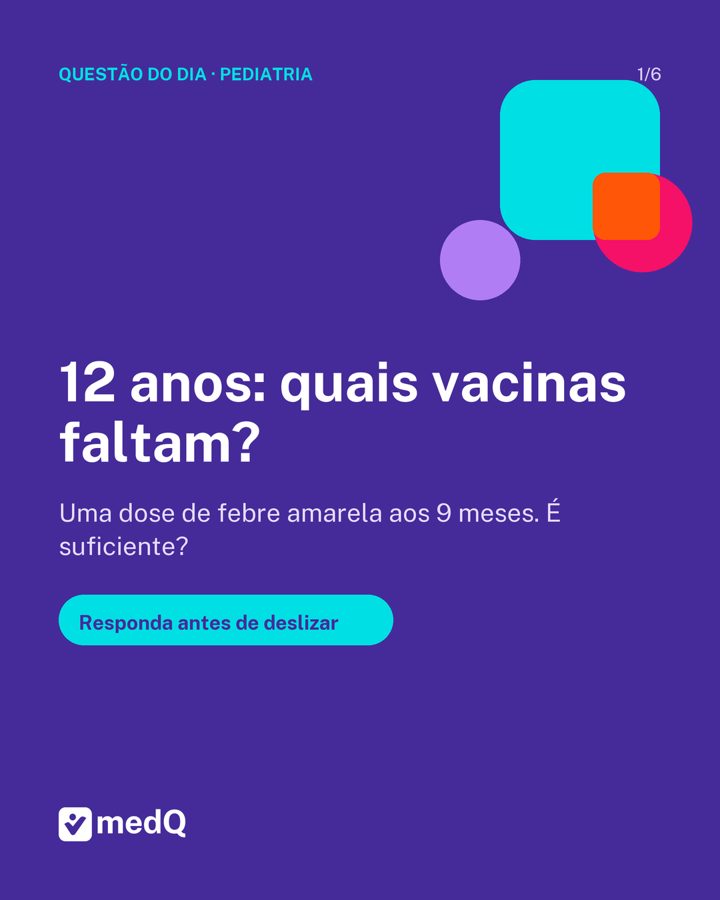 QUESTÃO DO DIA · PEDIATRIA
1/6
12 anos: quais vacinas
faltam?
Uma dose de febre amarela aos 9 meses. É
suficiente?
Responda antes de deslizar
medQ